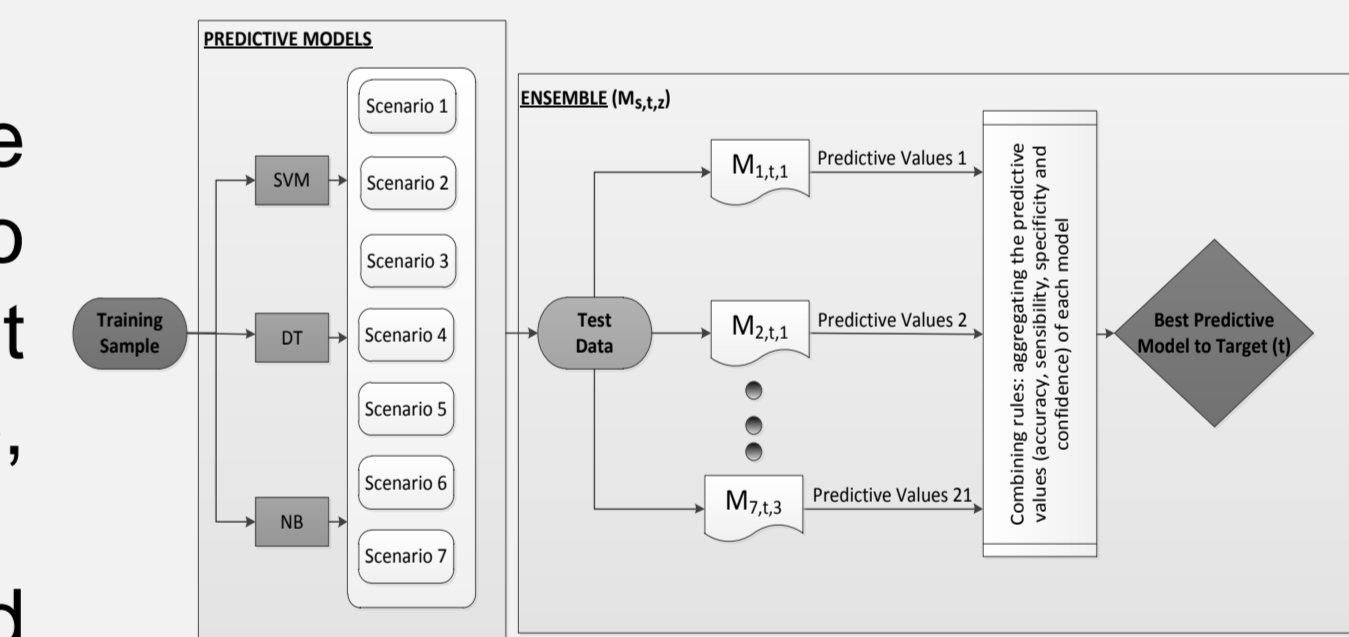 e
o
t
,
d
PREDICTIVE MODELS
Training
Sample
SVM
DT
NB
Scenario 1
Scenario 2
Scenario 3
Scenario 4
Scenario 5
Scenario 6
Scenario 7
ENSEMBLE (Ms,t,z)
Test
Data
M1,t,1
Predictive Values 1
M2,t,1
Predictive Values 2
M7,t,3
Predictive Values 21
Combining rules: aggregating the predictive
values (accuracy, sensibility, specificity and
confidence) of each model
Best Predictive
Model to Target (t)